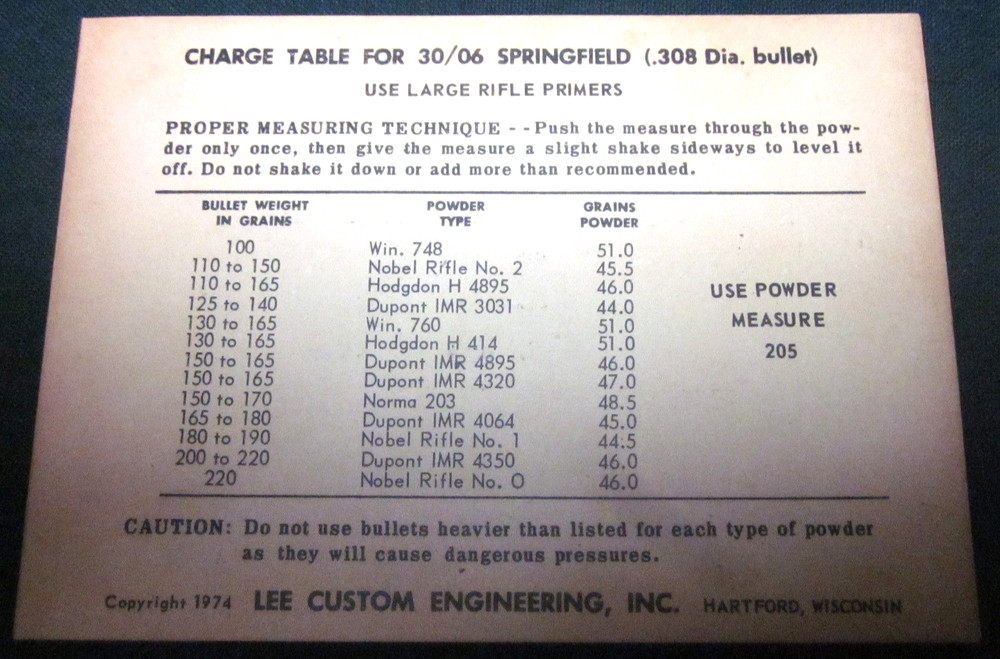 CHARGE TABLE FOR 30/06 SPRINGFIELD (.308 Dia. bullet)
USE LARGE RIFLE PRIMERS
PROPER MEASURING TECHNIQUE - - Push the measure through the pow-
der only once, then give the measure a slight shake sideways to level it
off. Do not shake it down or add more than recommended.
BULLET WEIGHT IN GRAINS POWDER TYPE GRAINS POWDER
100 Win. 748 51.0
110 to 150 Nobel Rifle No. 2 45.5
110 to 165 Hodgdon H 4895 46.0
125 to 140 Dupont IMR 3031 44.0
130 to 165 Win. 760 51.0
130 to 165 Hodgdon H 414 51.0
150 to 165 Dupont IMR 4895 46.0
150 to 165 Dupont IMR 4320 47.0
150 to 170 Norma 203 48.5
165 to 180 Dupont IMR 4064 45.0
180 to 190 Nobel Rifle No. 1 44.5
200 to 220 Dupont IMR 4350 46.0
220 Nobel Rifle No. O 46.0
USE POWDER
MEASURE
205
CAUTION: Do not use bullets heavier than listed for each type of powder
as they will cause dangerous pressures.
Copyright 1974 LEE CUSTOM ENGINEERING, INC. HARTFORD, WISCONSIN